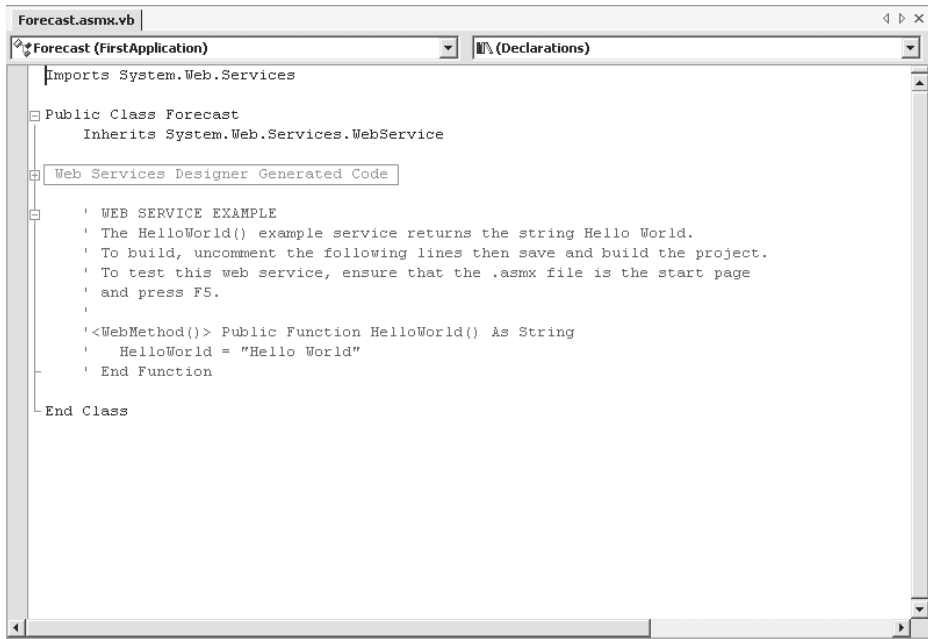 Forecast.asmx.vb
Forecast (FirstApplication)
(Declarations)
Imports System.Web.Services
Public Class Forecast
Inherits System.Web.Services.WebService
Web Services Designer Generated Code
' WEB SERVICE EXAMPLE
' The HelloWorld() example service returns the string Hello World.
' To build, uncomment the following lines then save and build the project.
' To test this web service, ensure that the .asmx file is the start page
' and press F5.
'
'<WebMethod()> Public Function HelloWorld() As String
'   HelloWorld = "Hello World"
' End Function
End Class